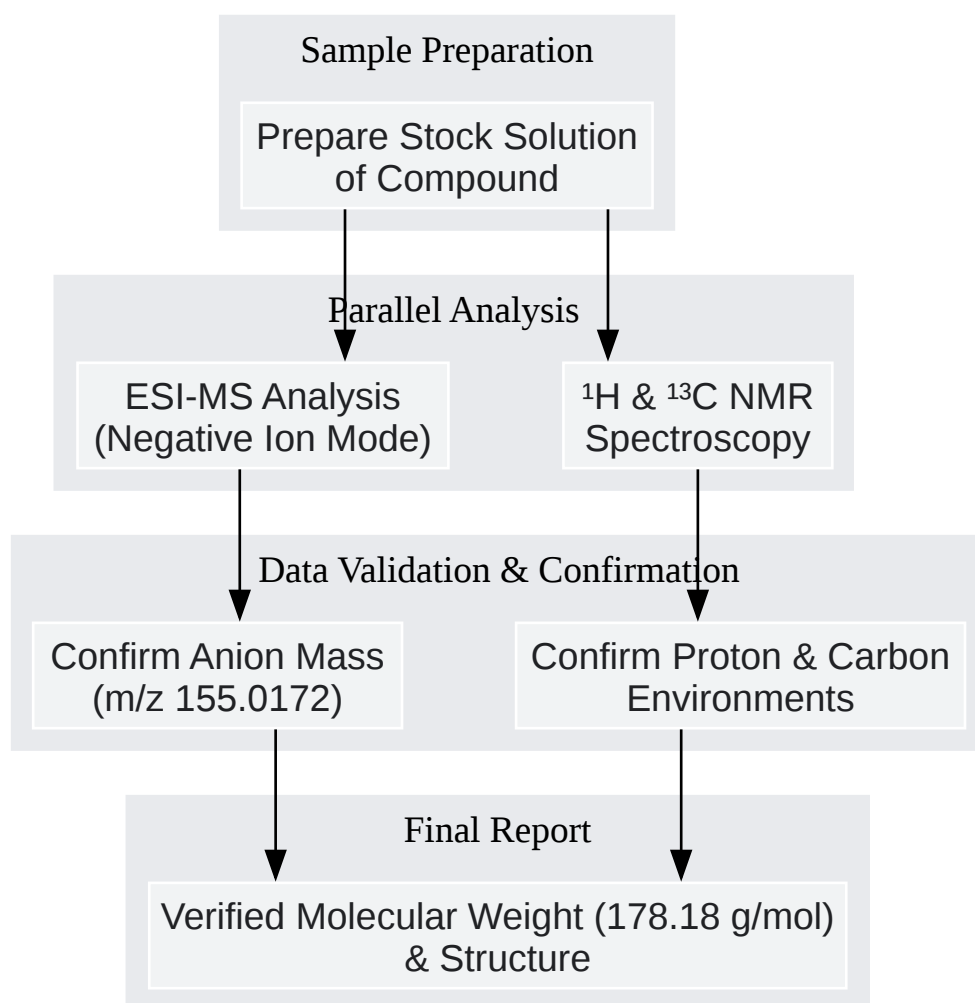 Sample Preparation
Prepare Stock Solution
of Compound
Parallel Analysis
ESI-MS Analysis
(Negative Ion Mode)
¹H & ¹³C NMR
Spectroscopy
Data Validation & Confirmation
Confirm Anion Mass
(m/z 155.0172)
Confirm Proton & Carbon
Environments
Final Report
Verified Molecular Weight (178.18 g/mol)
& Structure